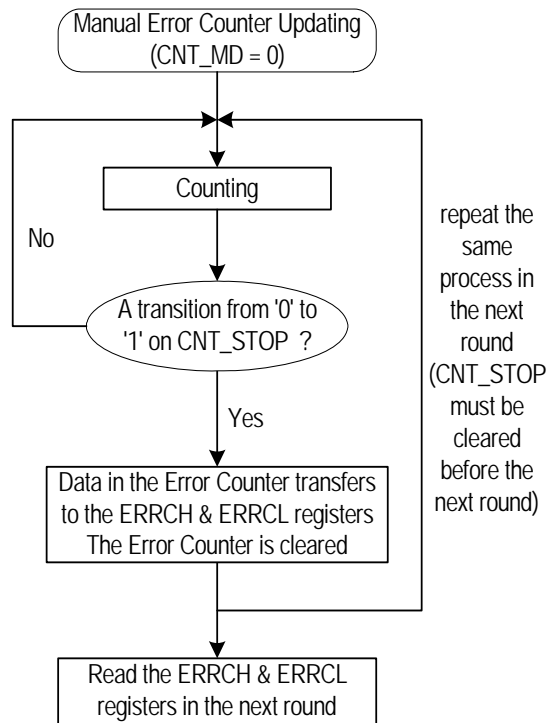 Manual Error Counter Updating
(CNT_MD = 0)
Counting
No
A transition from '0' to
'1' on CNT_STOP ?
Yes
Data in the Error Counter transfers
to the ERRCH & ERRCL registers
The Error Counter is cleared
repeat the
same
process in
the next
round
(CNT_STOP
must be
cleared
before the
next round)
Read the ERRCH & ERRCL
registers in the next round